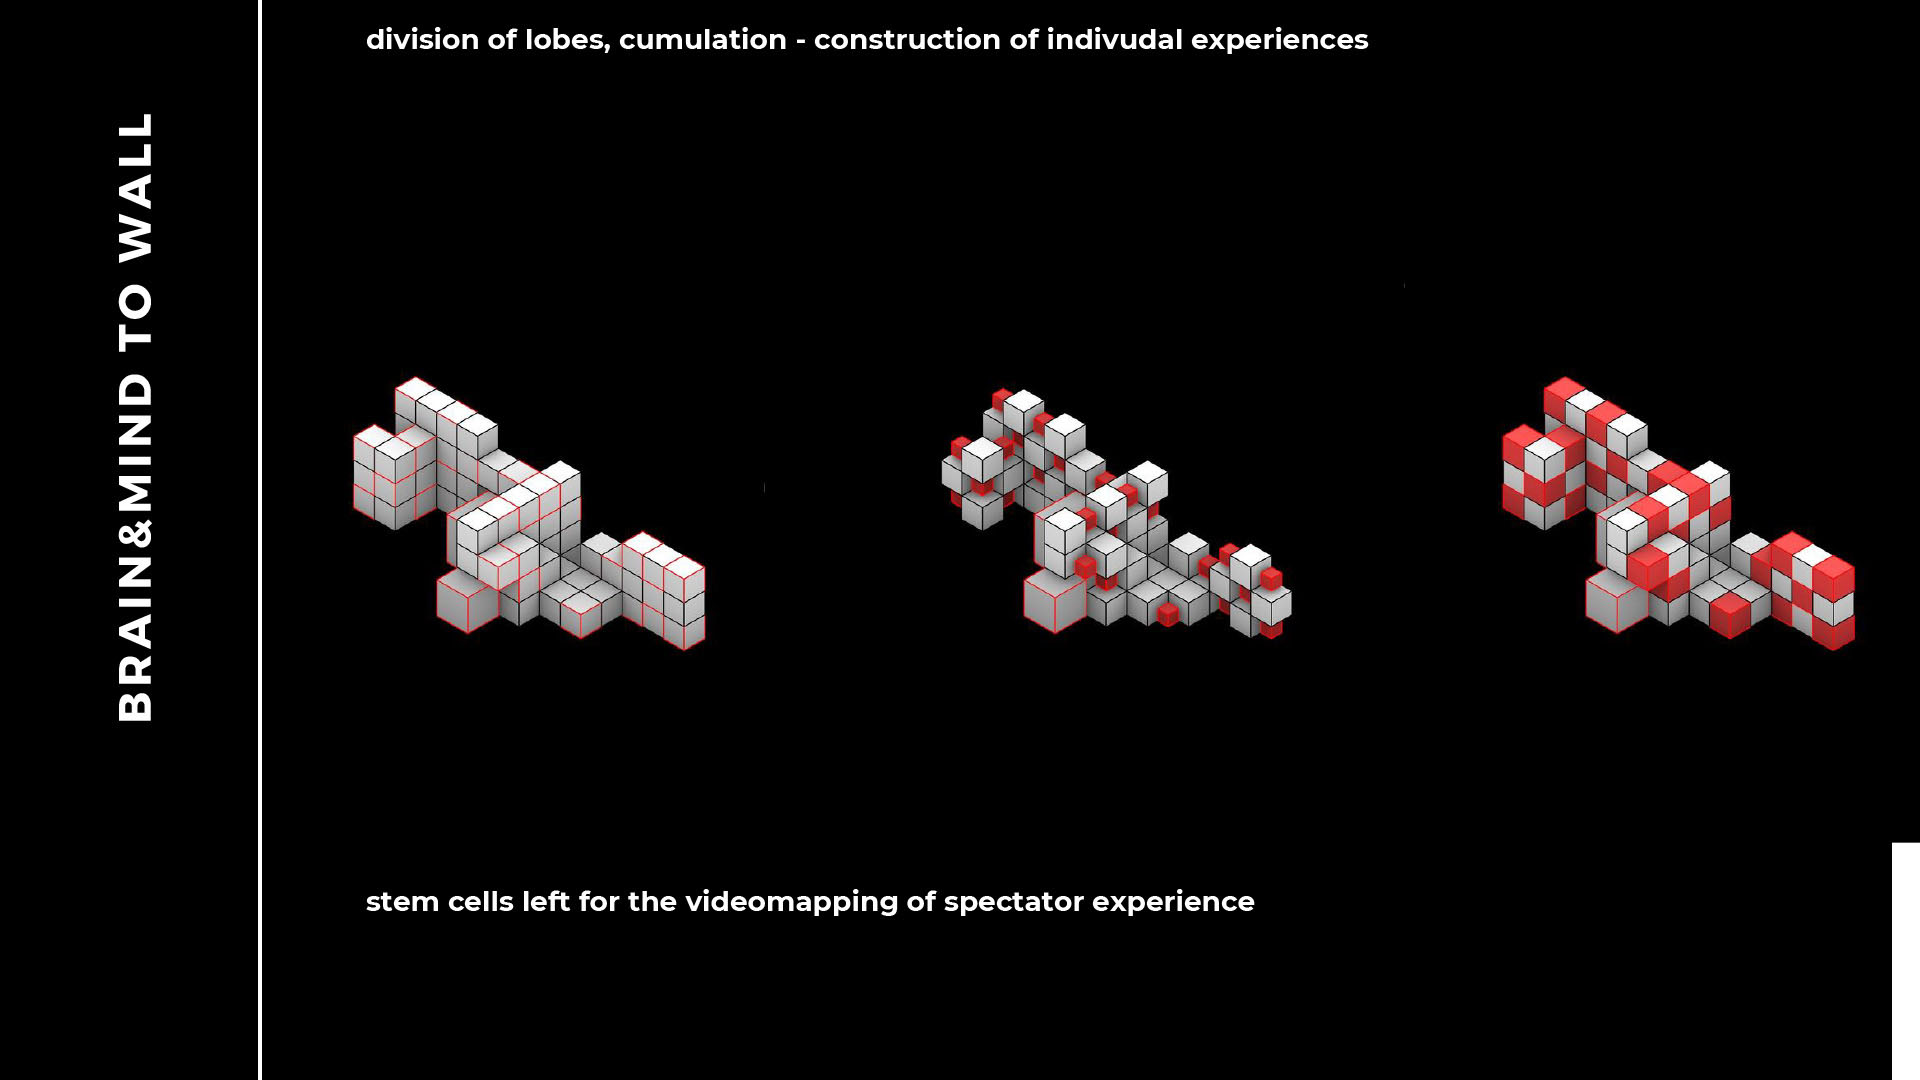 BRAIN&MIND TO WALL
division of lobes, cumulation - construction of indivudal experiences
stem cells left for the videomapping of spectator experience